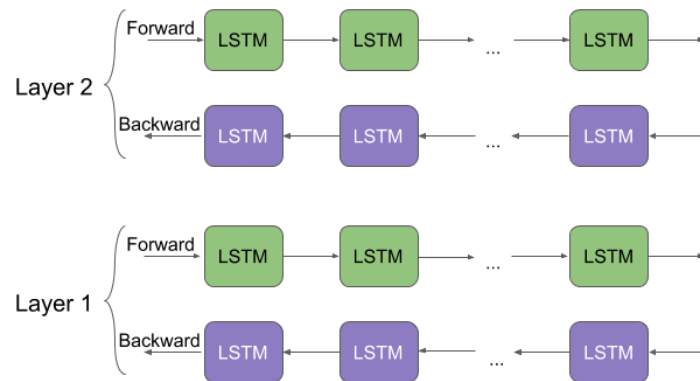 Forward
LSTM LSTM ... LSTM
Layer 2
Backward
LSTM LSTM ... LSTM
Forward
LSTM LSTM ... LSTM
Layer 1
Backward
LSTM LSTM ... LSTM